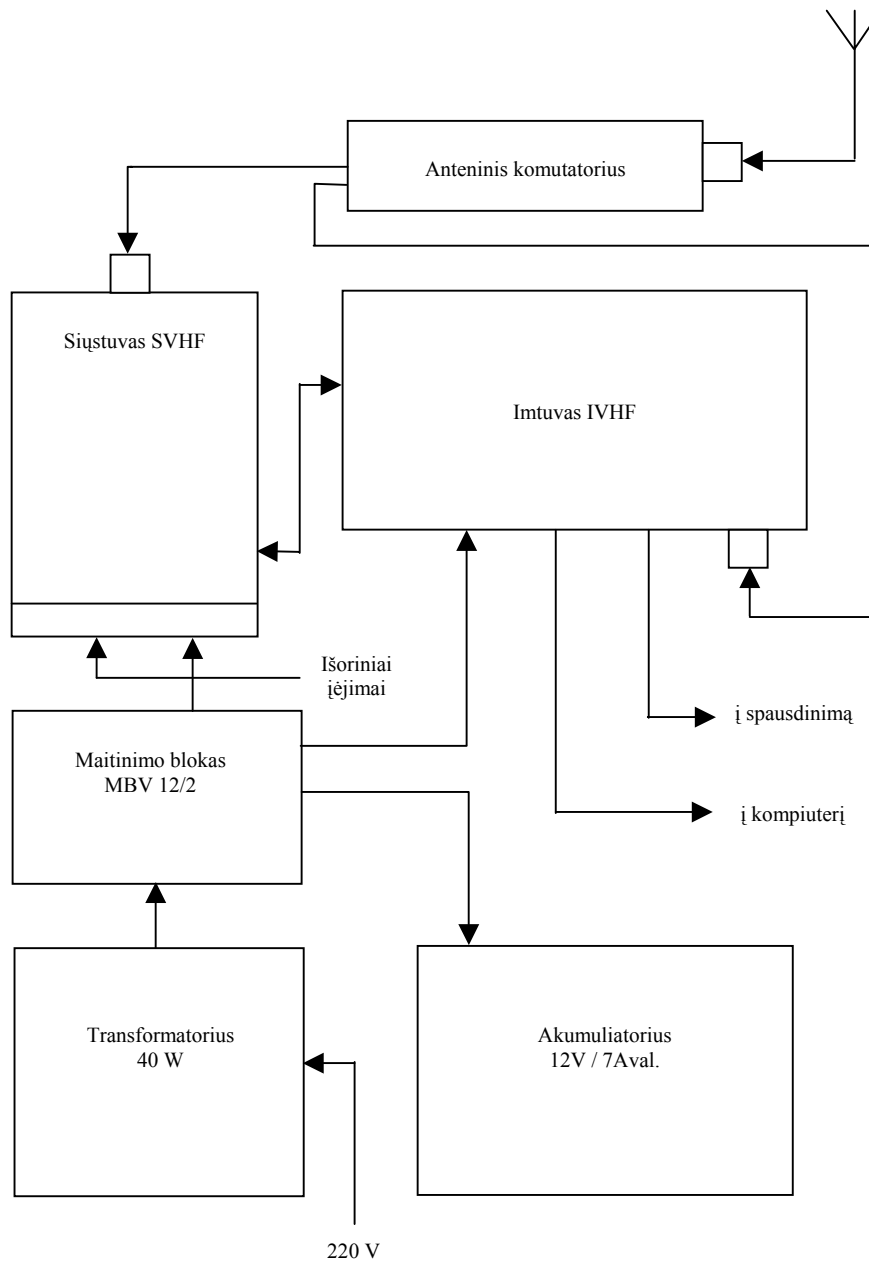 Anteninis komutatorius
Siųstuvas SVHF
Imtuvas IVHF
Išoriniai
įėjimai
į spausdinimą
Maitinimo blokas
MBV 12/2
į kompiuterį
Transformatorius
40 W
Akumuliatorius
12V / 7Aval.
220 V